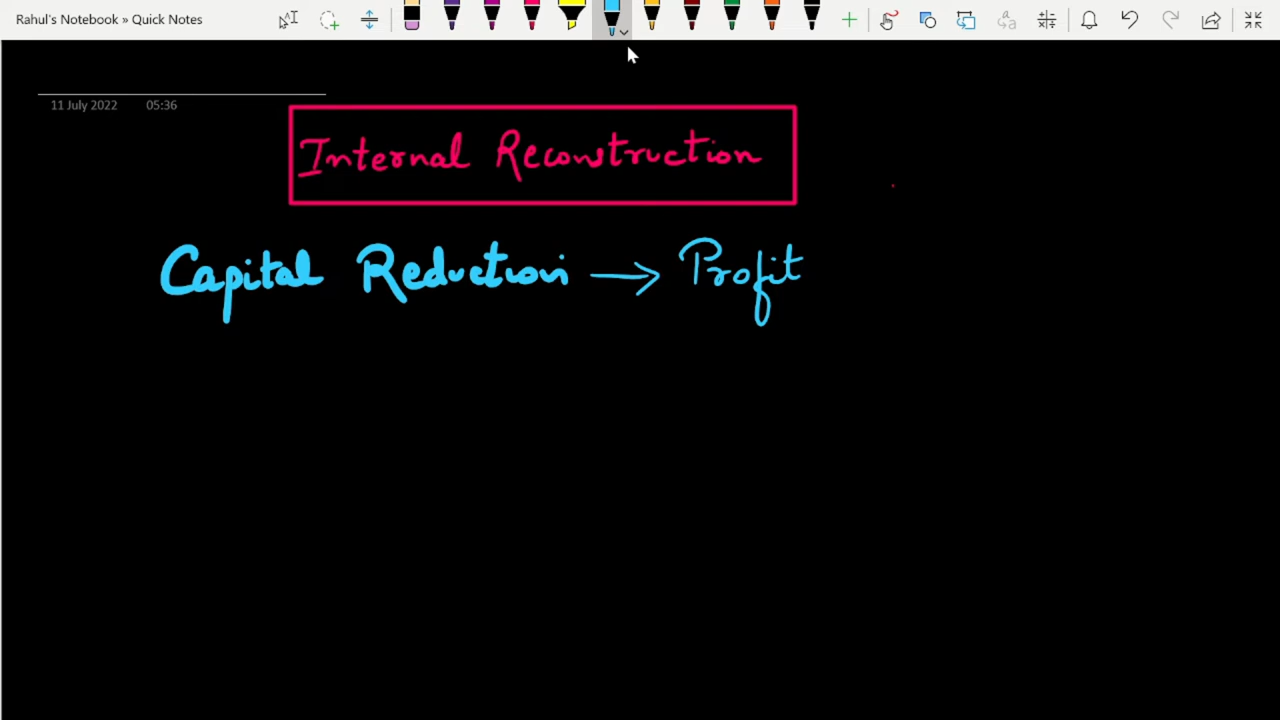 Rahul's Notebook » Quick Notes
11 July 2022 05:36
Internal Reconstruction
Capital Reduction → Profit